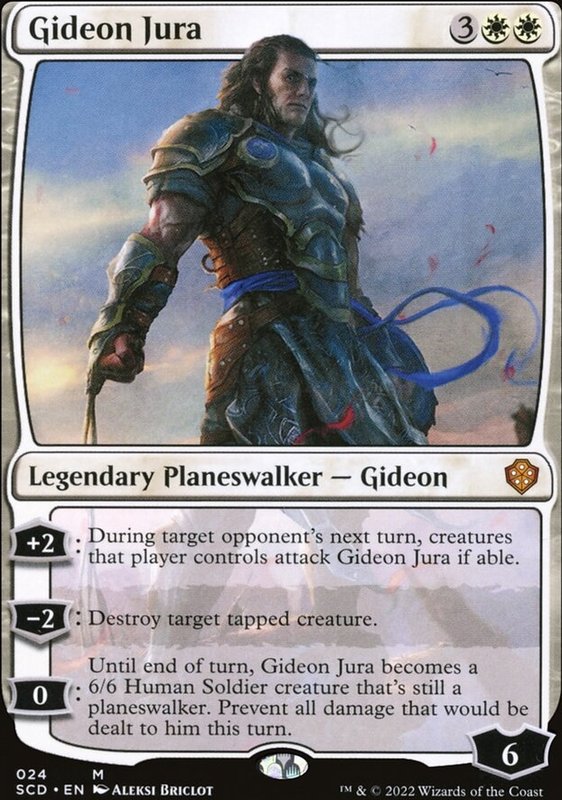 Gideon Jura 3
Legendary Planeswalker — Gideon
+2 : During target opponent's next turn, creatures
that player controls attack Gideon Jura if able.
−2 : Destroy target tapped creature.
Until end of turn, Gideon Jura becomes a
0 : 6/6 Human Soldier creature that's still a
planeswalker. Prevent all damage that would be
dealt to him this turn.
6
024 M
SCD • EN ALEKSI BRICLOT ™ & © 2022 Wizards of the Coast